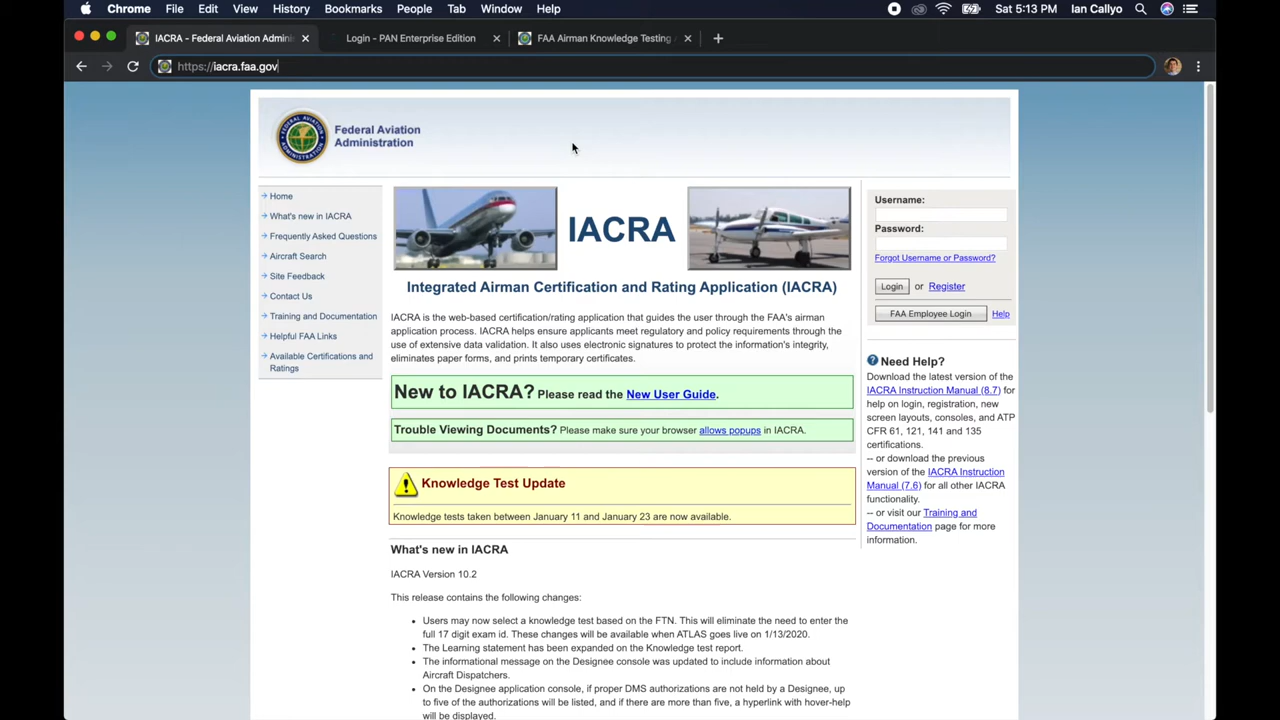 Chrome File Edit View History Bookmarks People Tab Window Help Sat 5:13 PM Ian Callyo
IACRA - Federal Aviation Admini
Login - PAN Enterprise Edition
FAA Airman Knowledge Testing
https://iacra.faa.gov
Federal Aviation
Administration
Home
What's new in IACRA
Frequently Asked Questions
Aircraft Search
Site Feedback
Contact Us
Training and Documentation
Helpful FAA Links
Available Certifications and
Ratings
IACRA
Integrated Airman Certification and Rating Application (IACRA)
IACRA is the web-based certification/rating application that guides the user through the FAA's airman
application process. IACRA helps ensure applicants meet regulatory and policy requirements through the
use of extensive data validation. It also uses electronic signatures to protect the information's integrity,
eliminates paper forms, and prints temporary certificates.
New to IACRA? Please read the New User Guide.
Trouble Viewing Documents? Please make sure your browser allows popups in IACRA.
Knowledge Test Update
Knowledge tests taken between January 11 and January 23 are now available.
What's new in IACRA
IACRA Version 10.2
This release contains the following changes:
• Users may now select a knowledge test based on the FTN. This will eliminate the need to enter the
full 17 digit exam id. These changes will be available when ATLAS goes live on 1/13/2020.
• The Learning statement has been expanded on the Knowledge test report.
• The informational message on the Designee console was updated to include information about
Aircraft Dispatchers.
• On the Designee application console, if proper DMS authorizations are not held by a Designee, up
to five of the authorizations will be listed, and if there are more than five, a hyperlink with hover-help
will be displayed.
Username:
Password:
Forgot Username or Password?
Login or Register
FAA Employee Login Help
Need Help?
Download the latest version of the
IACRA Instruction Manual (8.7) for
help on login, registration, new
screen layouts, consoles, and ATP
CFR 61, 121, 141 and 135
certifications.
-- or download the previous
version of the IACRA Instruction
Manual (7.6) for all other IACRA
functionality.
-- or visit our Training and
Documentation page for more
information.